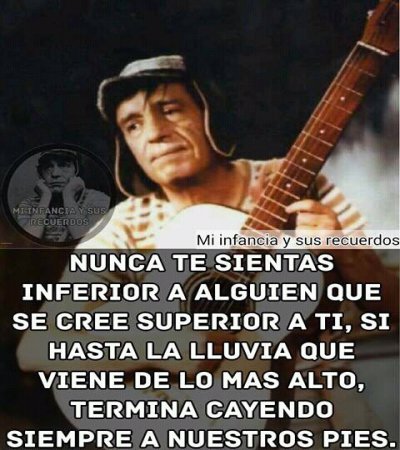 MI INFANCIA Y SUS
RECUERDOS
Mi infancia y sus recuerdos
NUNCA TE SIENTAS
INFERIOR A ALGUIEN QUE
SE CREE SUPERIOR A TI, SI
HASTA LA LLUVIA QUE
VIENE DE LO MAS ALTO,
TERMINA CAYENDO
SIEMPRE A NUESTROS PIES.